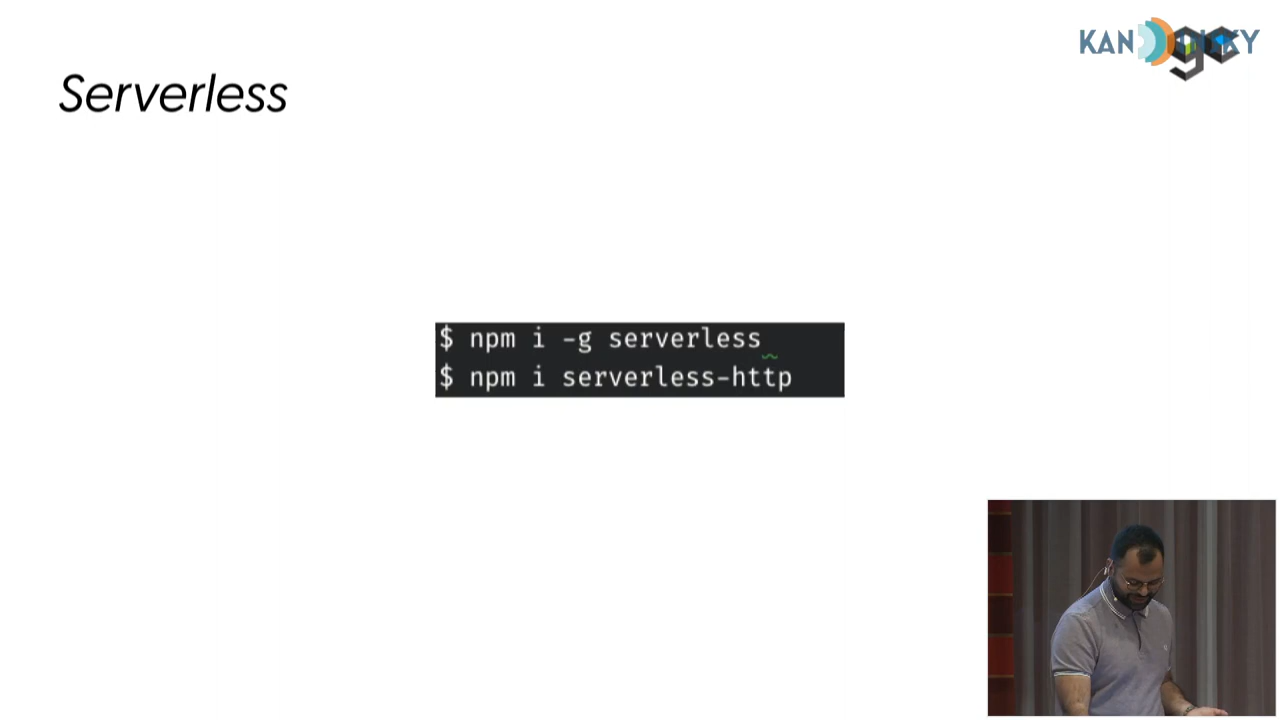 Serverless
$ npm i -g serverless
$ npm i serverless-http